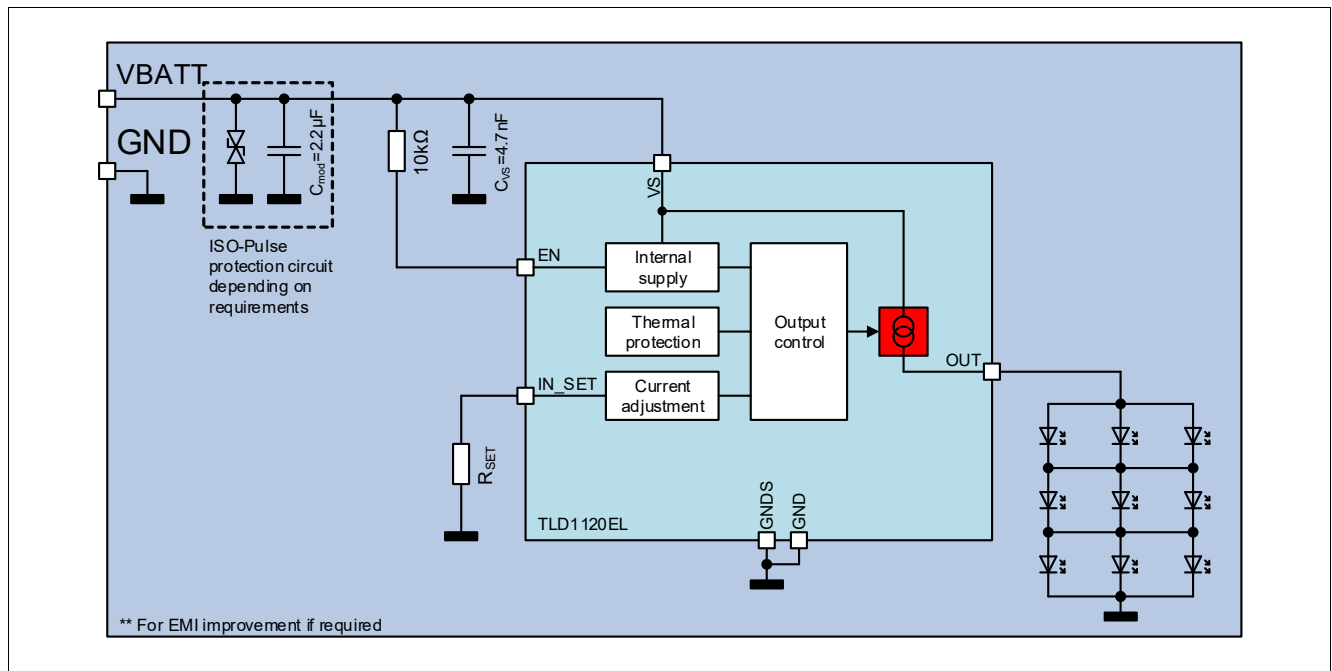 VBATT
GND
Cmod=2.2µF
10kΩ
CVS=4.7nF
ISO-Pulse
protection circuit
depending on
requirements
VS
EN
Internal
supply
Thermal
protection
Output
control
OUT
IN_SET
Current
adjustment
RSET
GNDS
GND
TLD1120EL
** For EMI improvement if required